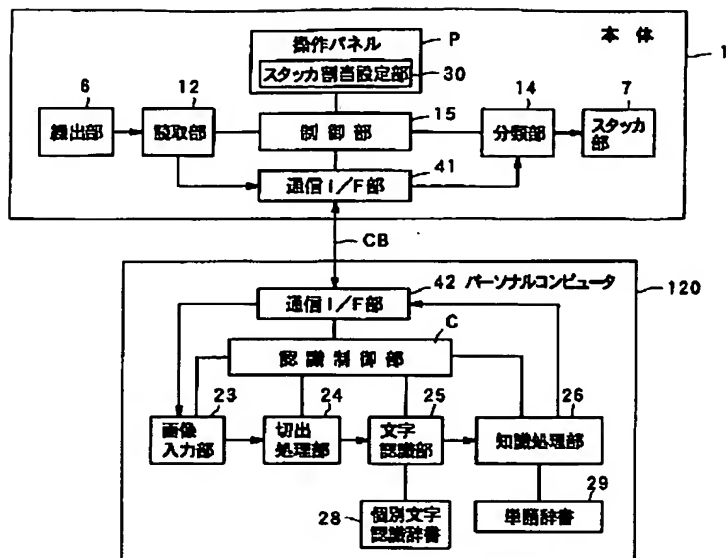 操作パネル
P
本体
1
スタッカ割当設定部
30
6
12
15
14
7
繰出部
読取部
制御部
分類部
スタッカ
部
通信I/F部
41
CB
42
パーソナルコンピュータ
120
通信I/F部
C
認識制御部
23
24
25
26
画像
入力部
切出
処理部
文字
認識部
知識処理部
28
個別文字
認識辞書
29
単語辞書